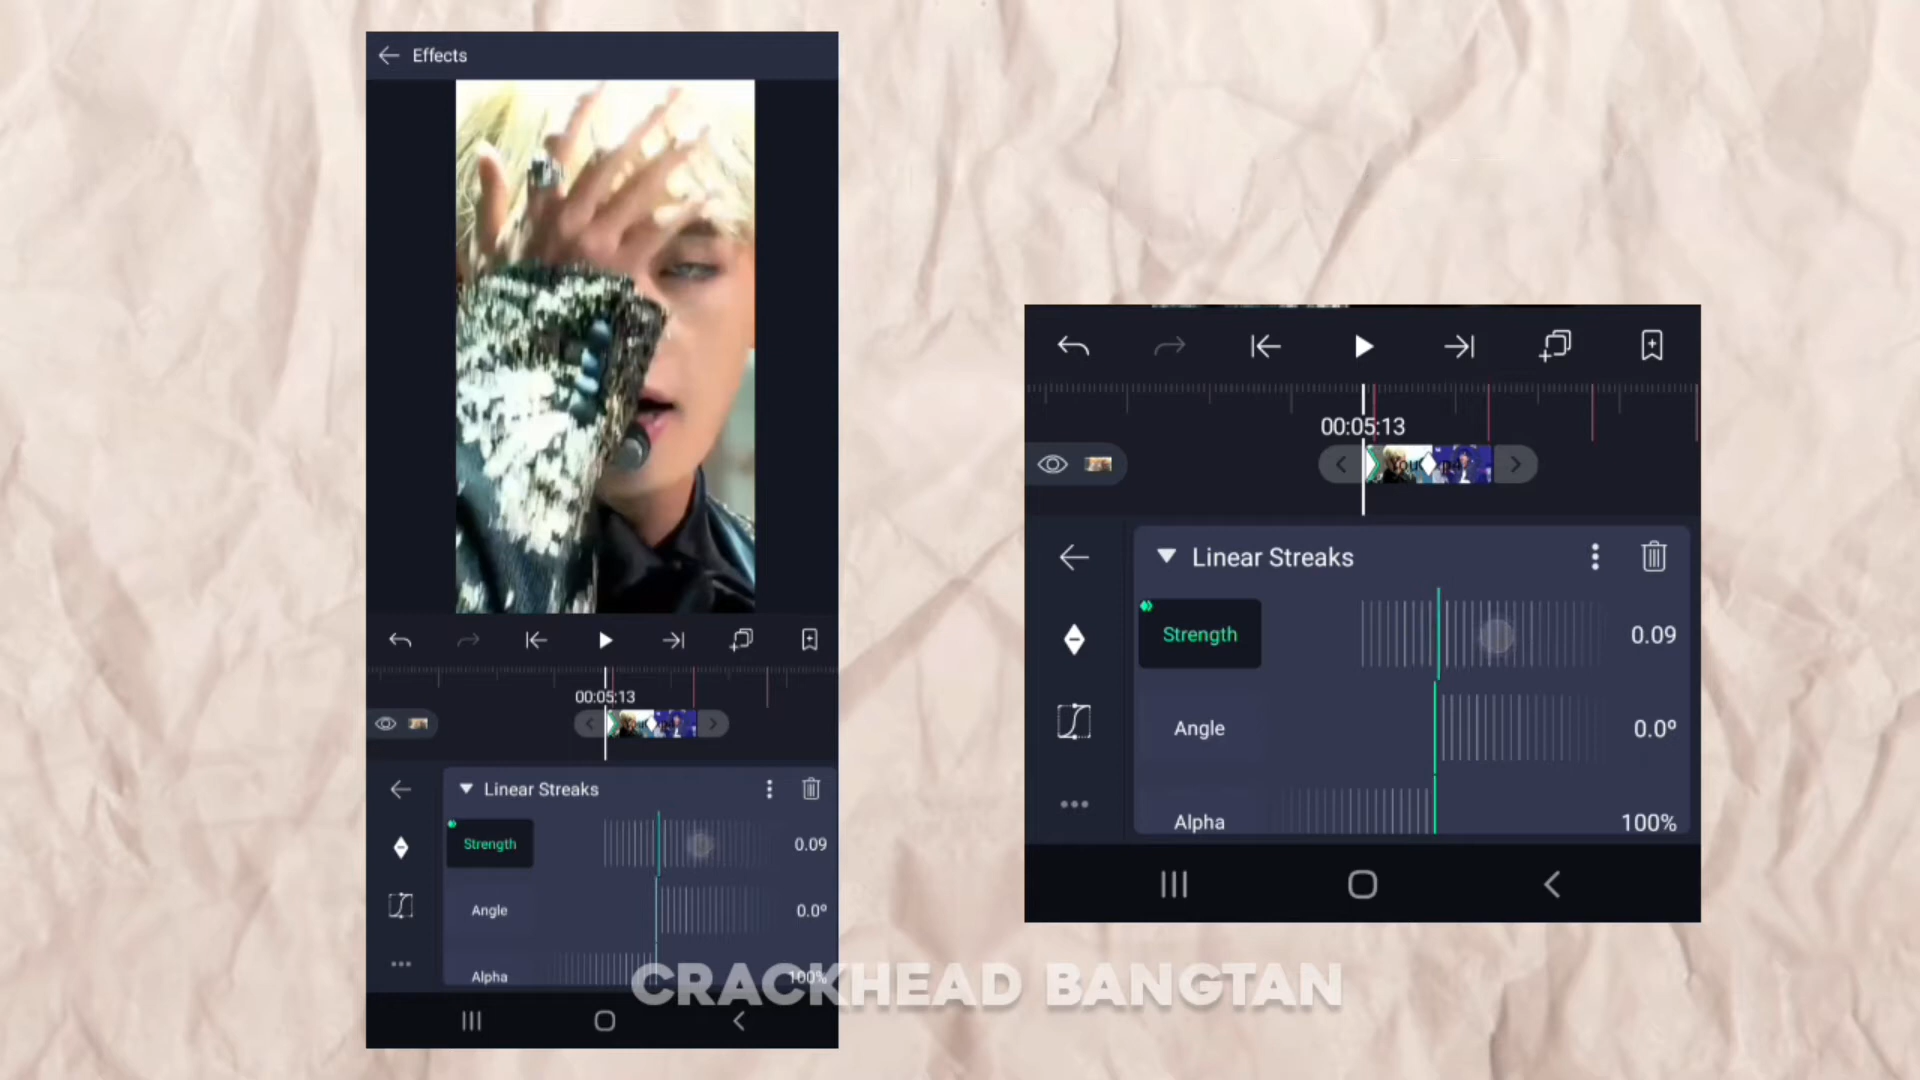 Effects
00:05:13
Linear Streaks
Strength
0.09
Angle
0.0º
Alpha
100%
00:05:13
Linear Streaks
Strength
0.09
Angle
0.0º
Alpha
100%
CRACKHEAD BANGTAN